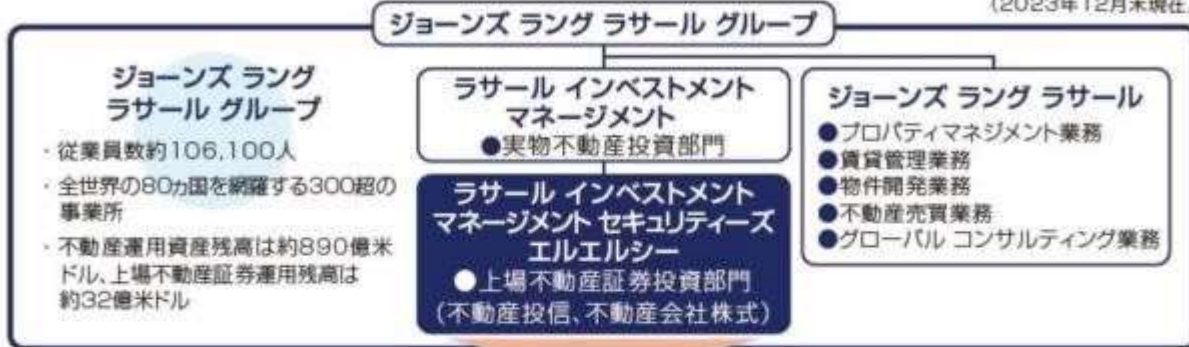 (2023年12月末現在
ジョーンズ ラング ラサール グループ
ジョーンズ ラング
ラサール グループ
・従業員数約106,100人
・全世界の80ヵ国を網羅する300超の
事業所
・不動産運用資産残高は約890億米
ドル、上場不動産証券運用残高は
約32億米ドル
ラサール インベストメント
マネージメント
●実物不動産投資部門
ラサール インベストメント
マネージメント セキュリティーズ
エルエルシー
●上場不動産証券投資部門
(不動産投信、不動産会社株式)
ジョーンズ ラング ラサール
●プロパティマネジメント業務
●賃貸管理業務
●物件開発業務
●不動産売買業務
●グローバル コンサルティング業務